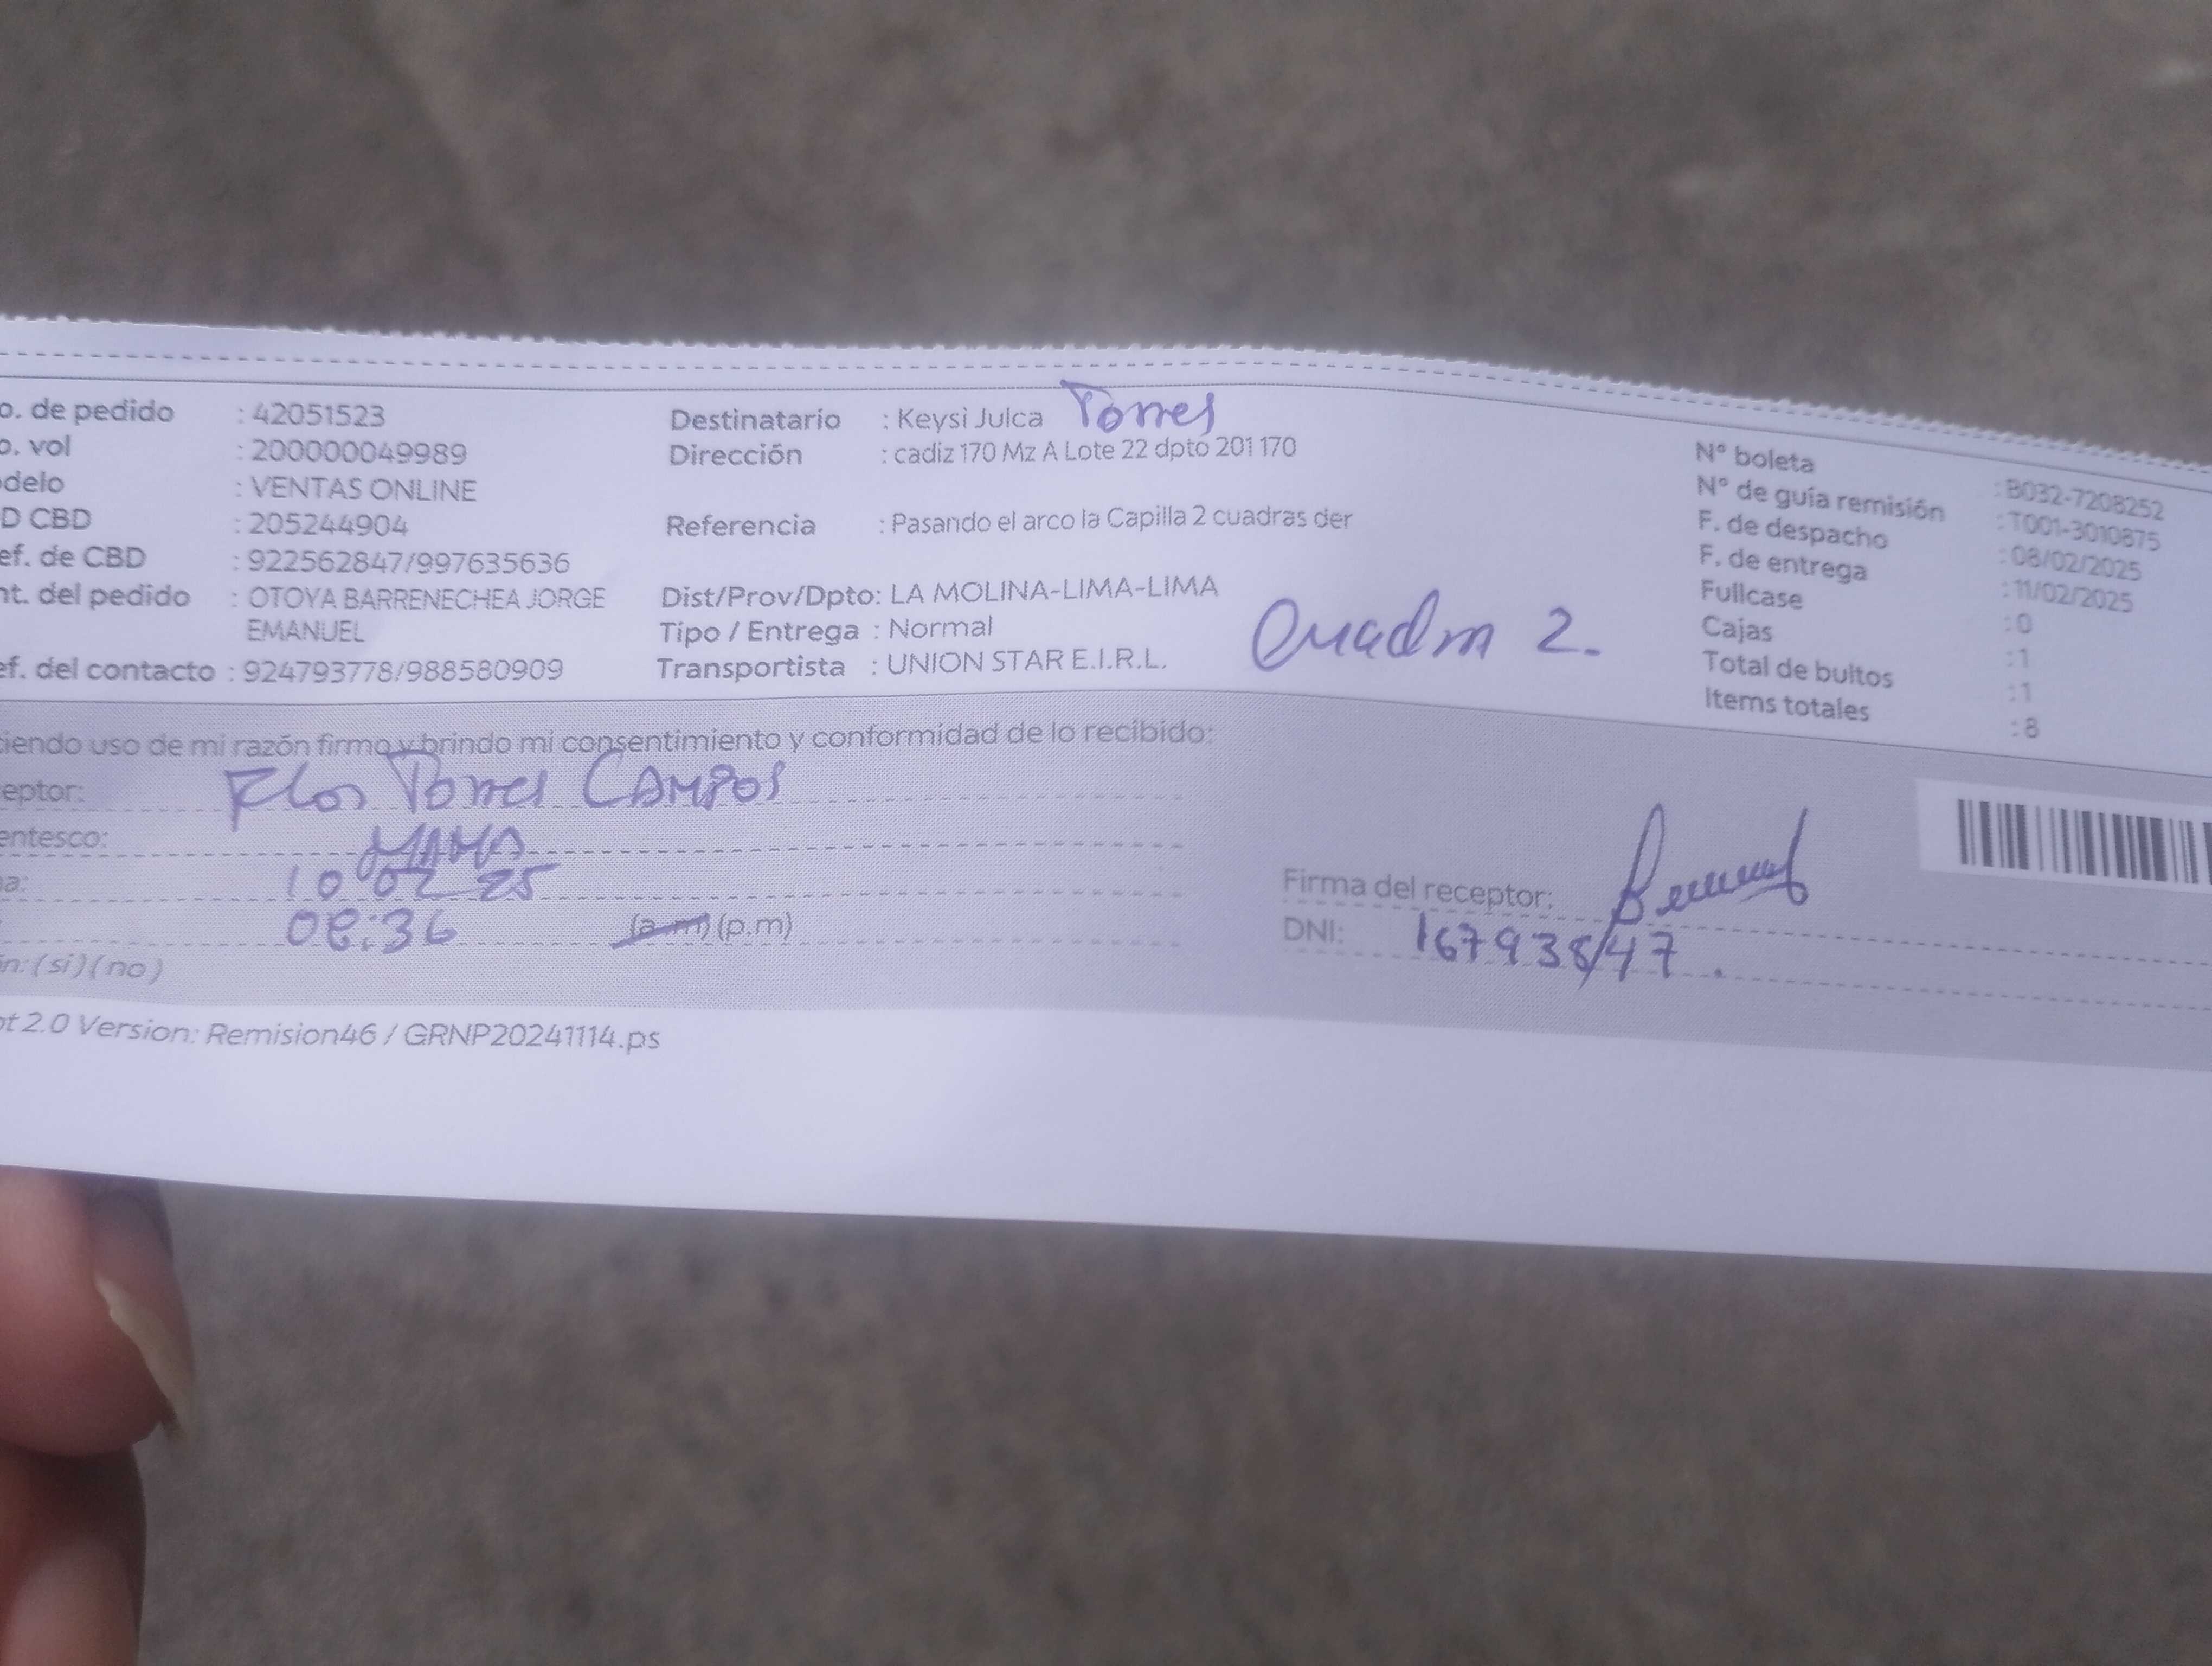 o. de pedido : 42051523
o. vol : 200000049989
delo : VENTAS ONLINE
D CBD : 205244904
ef. de CBD : 922562847/997635636
nt. del pedido : OTOYA BARRENECHEA JORGE
EMANUEL
ef. del contacto : 924793778/988580909
Destinatario : Keysi Julca Torres
Dirección : cadiz 170 Mz A Lote 22 dpto 201 170
Referencia : Pasando el arco la Capilla 2 cuadras der
Dist/Prov/Dpto: LA MOLINA-LIMA-LIMA
Tipo / Entrega : Normal
Transportista : UNION STAR E.I.R.L.
Cuadra 2.
N° boleta : B032-7208252
N° de guía remisión : T001-3010875
F. de despacho : 08/02/2025
F. de entrega : 11/02/2025
Fullcase : 0
Cajas : 1
Total de bultos : 1
Items totales : 8
ciendo uso de mi razón firmo y brindo mi consentimiento y conformidad de lo recibido:
eptor: Flor Torres Campos
entesco: MAMA
a: 10 02 25
08:36 (a.m) (p.m)
n: (si) (no)
Firma del receptor:
DNI: 16793847.
ot 2.0 Version: Remision46 / GRNP20241114.ps